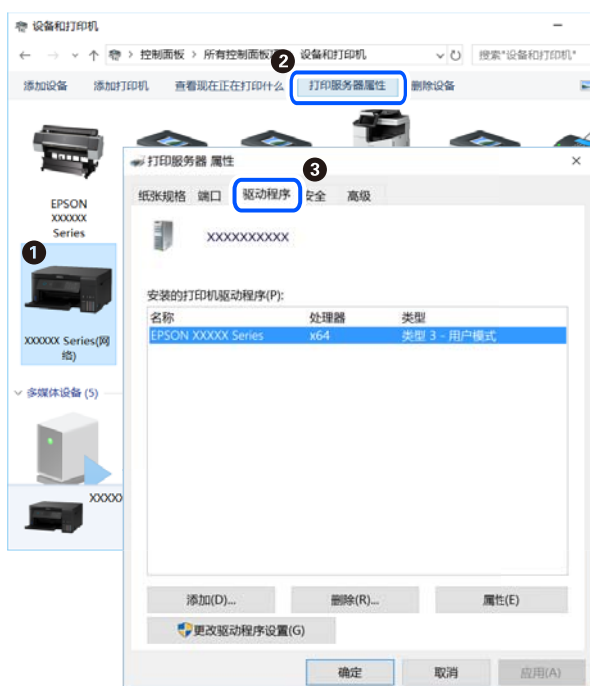 设备和打印机
控制面板 > 所有控制面板 设备和打印机 搜索"设备和打印机"
2
添加设备 添加打印机 查看现在正在打印什么 打印服务器属性 删除设备
打印服务器 属性
3
纸张规格 端口 驱动程序 安全 高级
EPSON
XXXXXX
Series
XXXXXXXXXX
1
安装的打印机驱动程序(P):
名称 处理器 类型
EPSON XXXXX Series x64 类型 3 - 用户模式
XXXXXX Series(网
络)
多媒体设备 (5)
XXXXX
添加(D)... 删除(R)... 属性(E)
更改驱动程序设置(G)
确定 取消 应用(A)